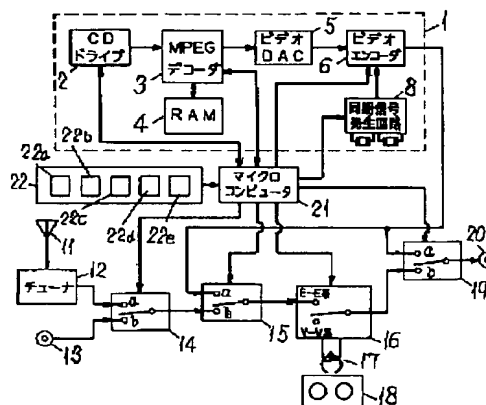 1
5
CD
ドライブ
2
MPEG
デコーダ
3
ビデオ
DAC
ビデオ
エンコーダ
6
RAM
4
8
同期信号
発生回路
22a
22b
22
22c
22d
22e
マイクロ
コンピュータ
21
11
12
チューナ
13
a
b
14
a
b
15
E-E系
V-V系
16
17
18
a
b
19
20